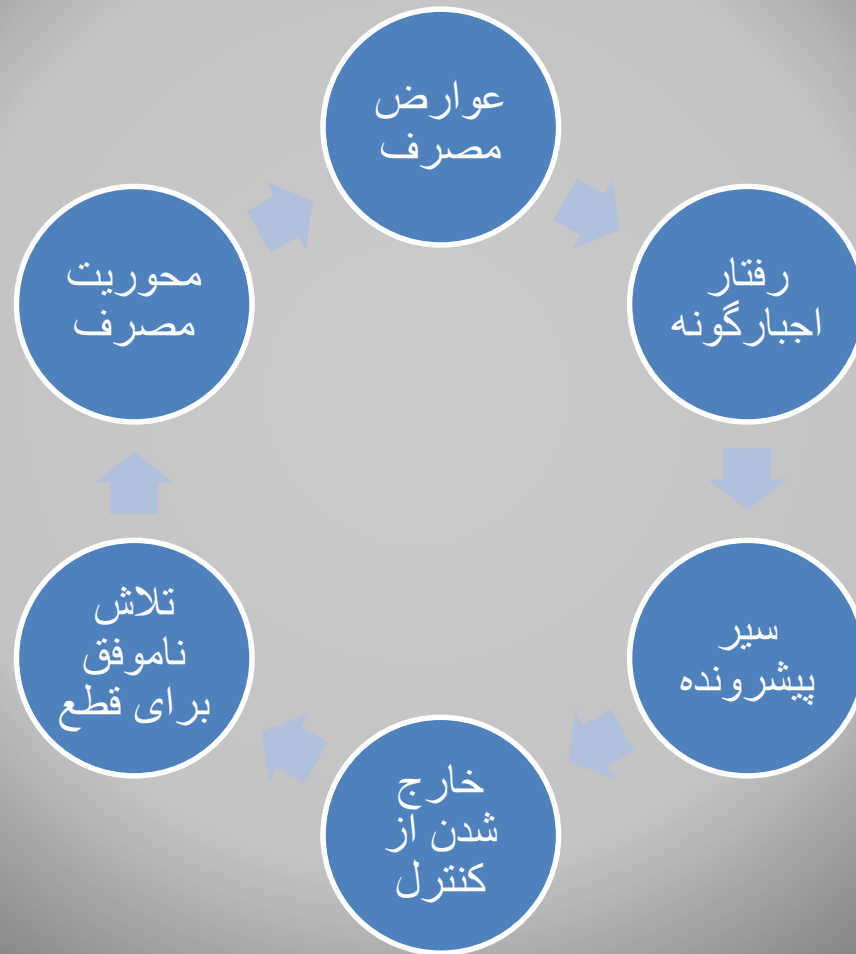 عوارض
مصرف
رفتار
اجبارگونه
سیر
پیشرونده
خارج
شدن از
کنترل
تلاش
ناموفق
برای قطع
محوریت
مصرف